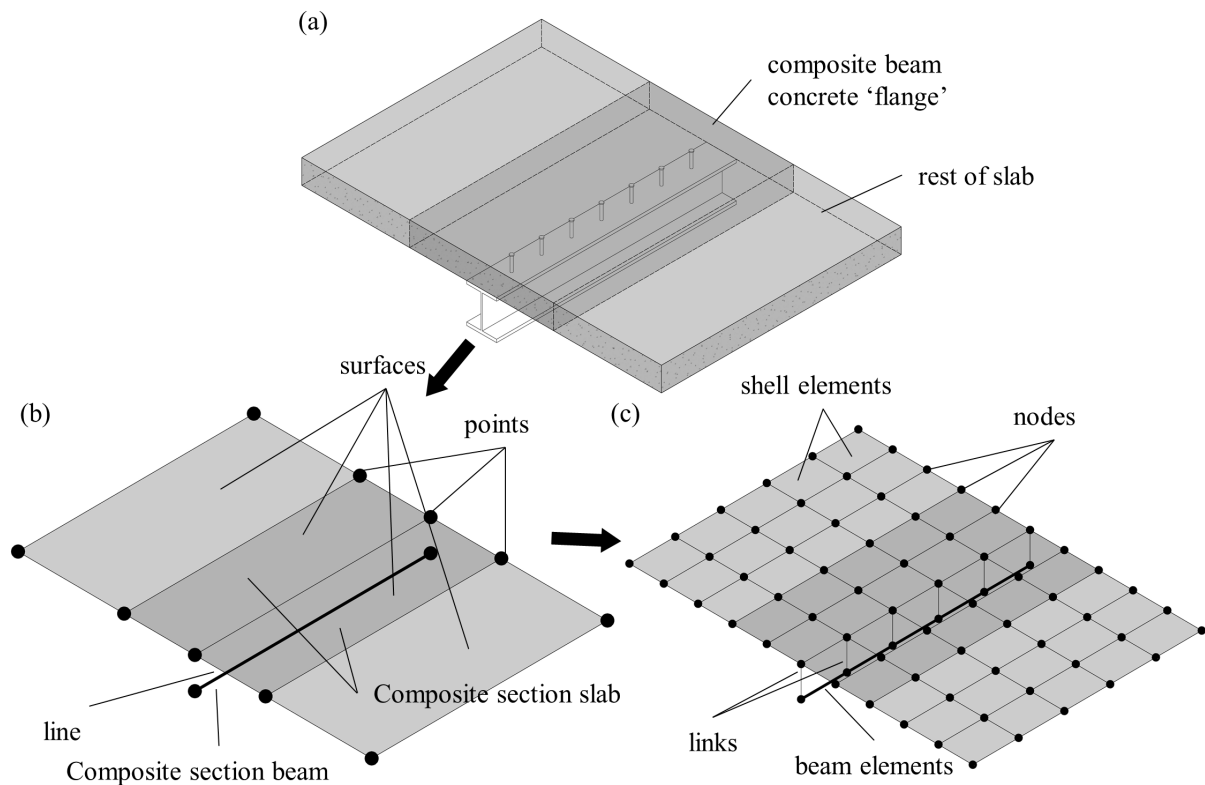 (a)
composite beam
concrete ‘flange’
rest of slab
surfaces
(b)
points
line
Composite section slab
Composite section beam
shell elements
(c)
nodes
links
beam elements